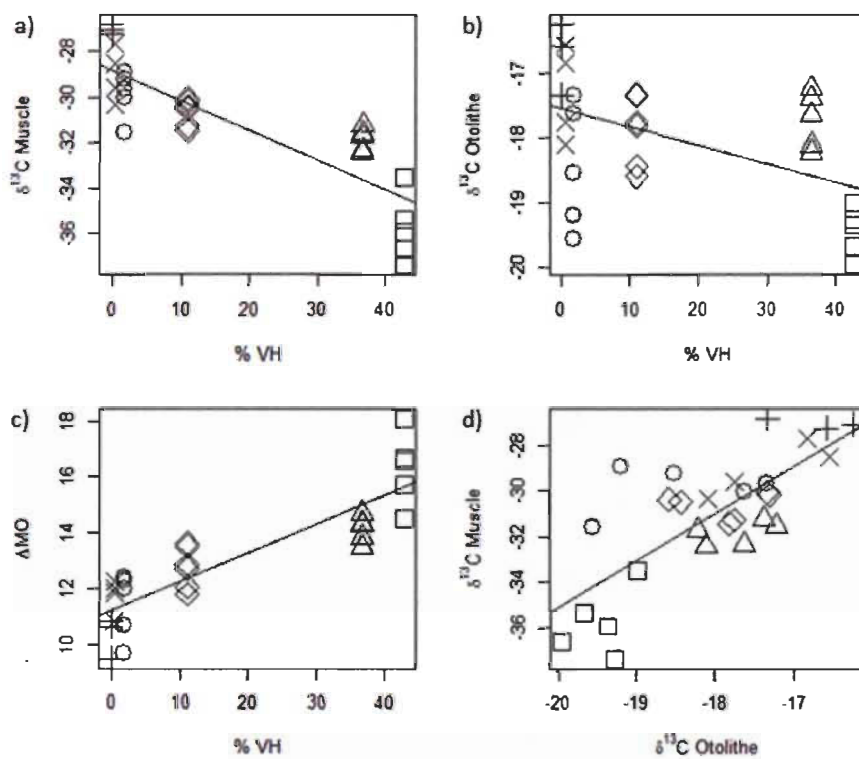 a)
δ¹³C Muscle
-28
-30
-32
-34
-36
0 10 20 30 40
% VH
b)
δ¹³C Otolithe
-17
-18
-19
-20
0 10 20 30 40
% VH
c)
ΔMO
18
16
14
12
10
0 10 20 30 40
% VH
d)
δ¹³C Muscle
-28
-30
-32
-34
-36
-20 -19 -18 -17
δ¹³C Otolithe